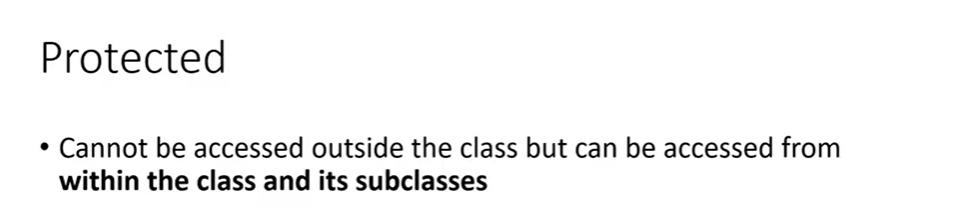 Protected
• Cannot be accessed outside the class but can be accessed from
within the class and its subclasses